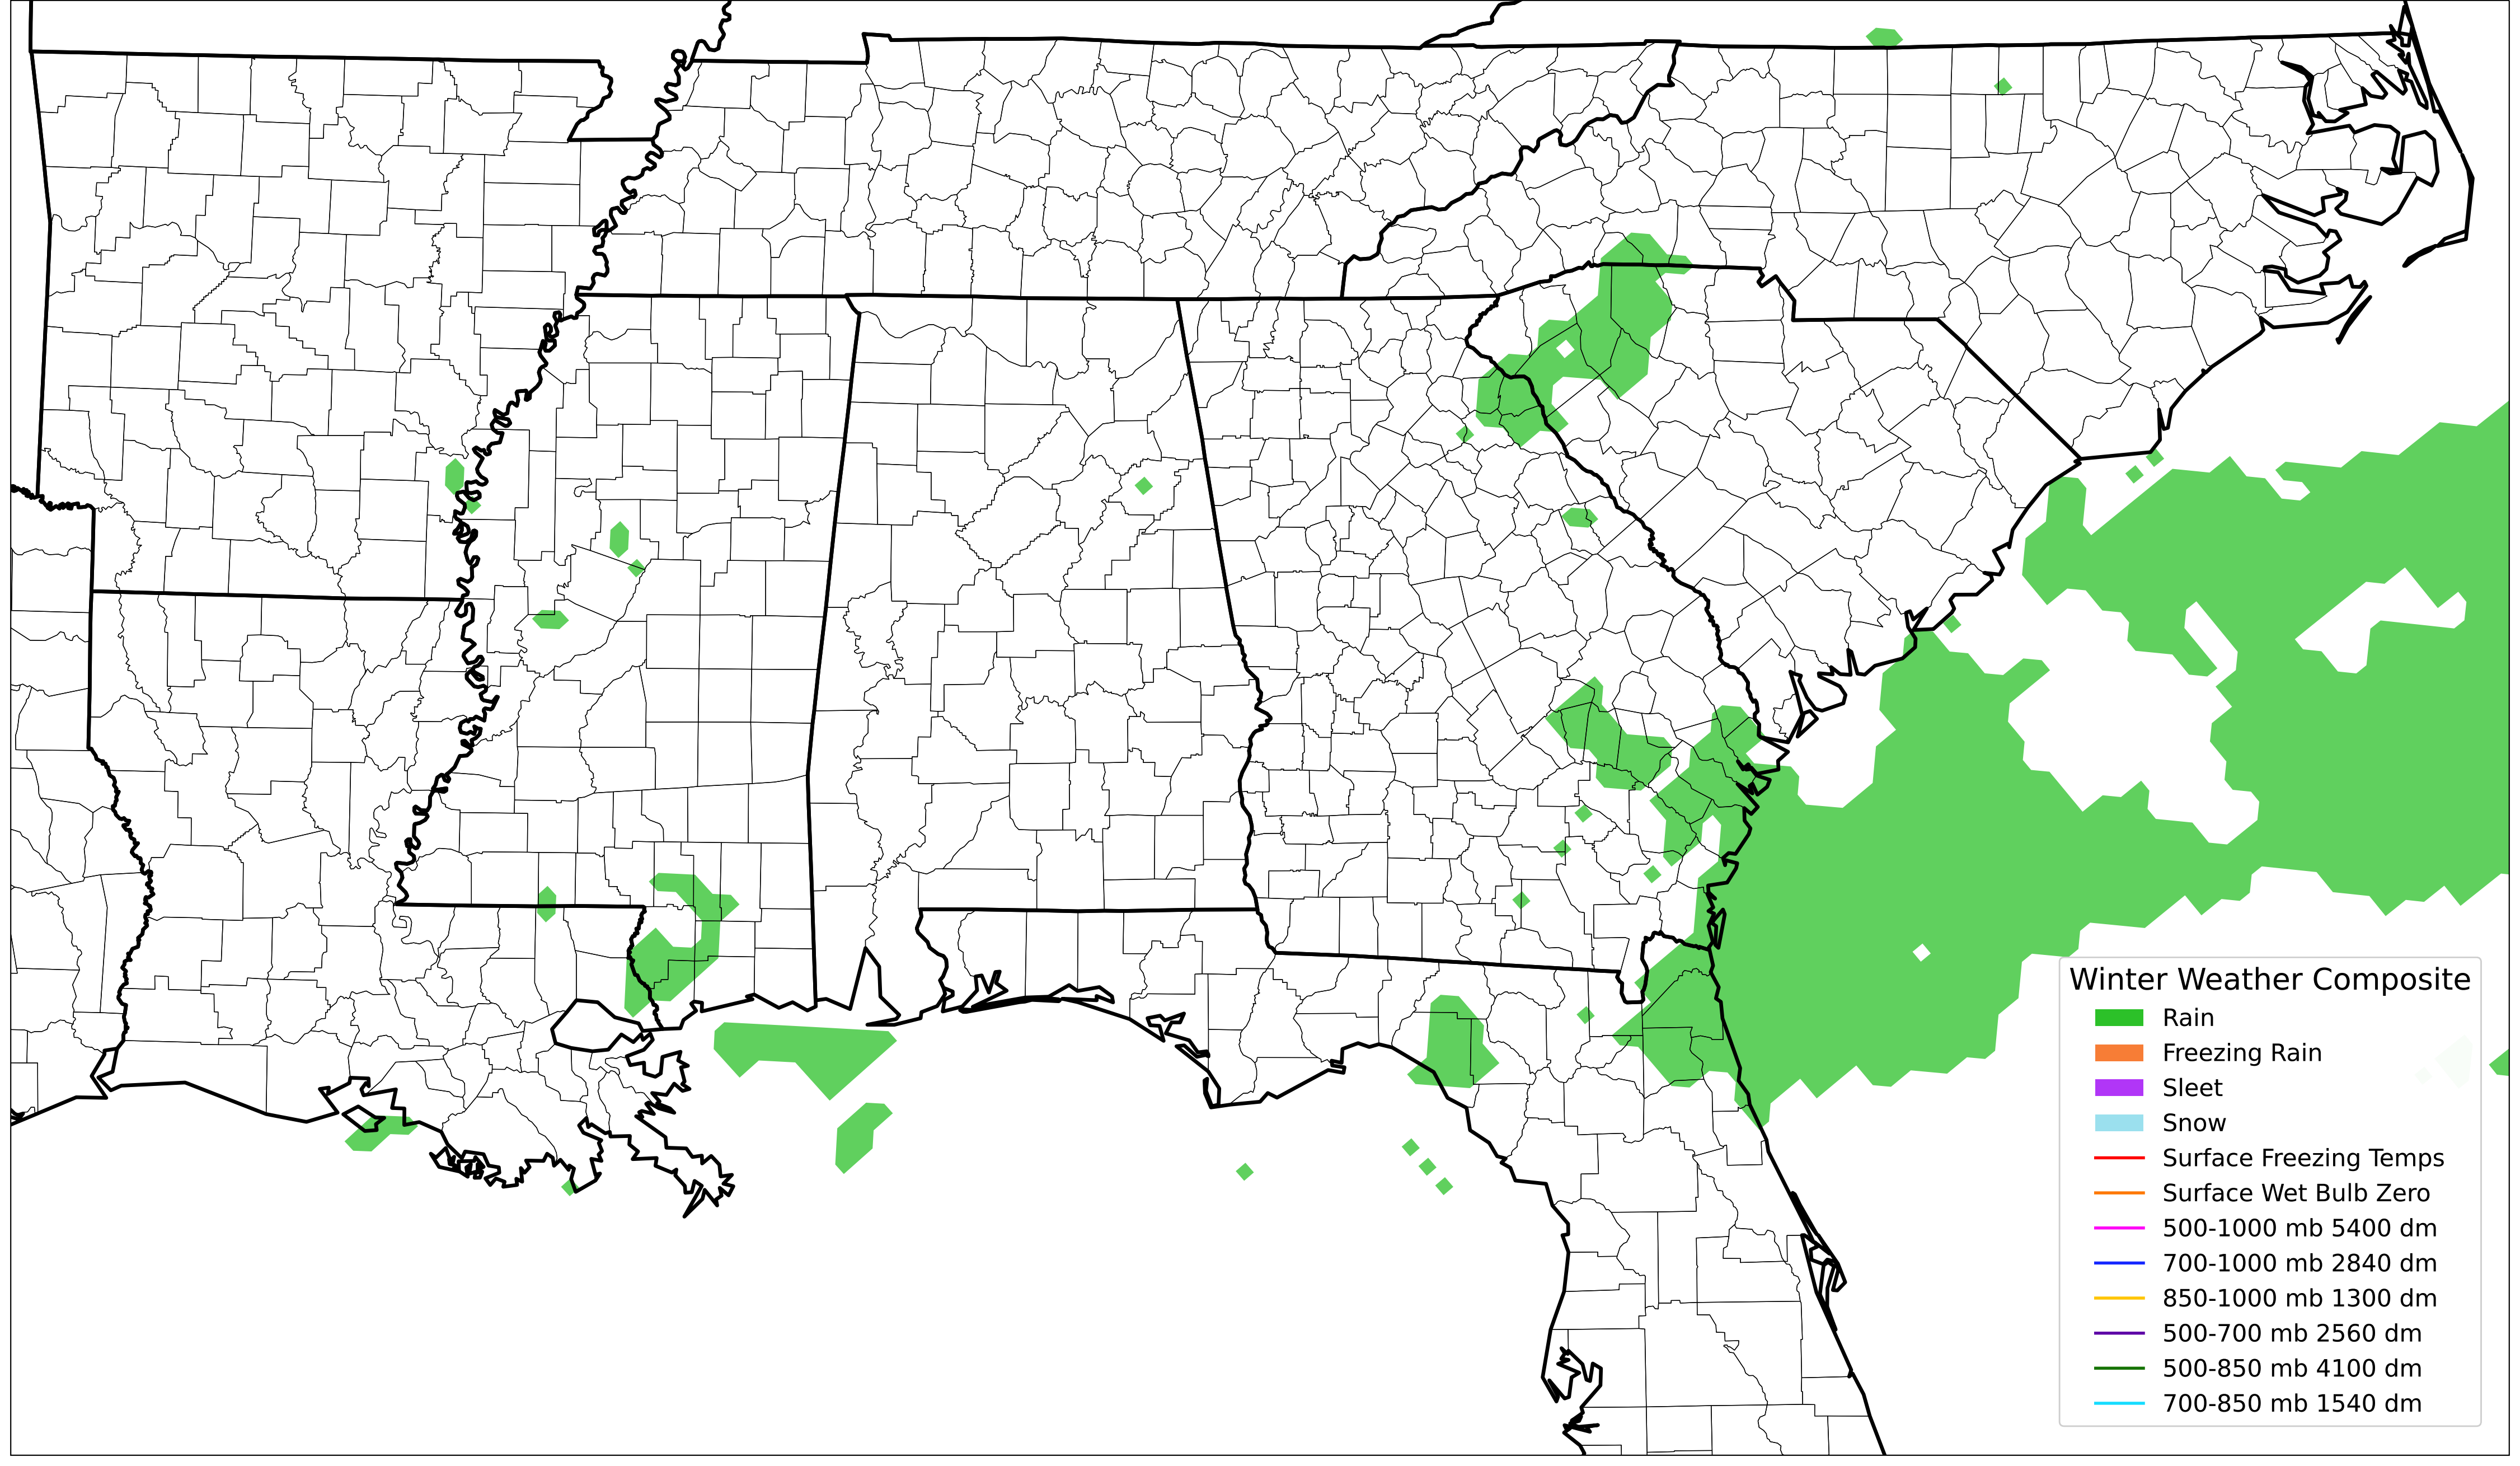 Winter Weather Composite
Rain
Freezing Rain
Sleet
Snow
Surface Freezing Temps
Surface Wet Bulb Zero
500-1000 mb 5400 dm
700-1000 mb 2840 dm
850-1000 mb 1300 dm
500-700 mb 2560 dm
500-850 mb 4100 dm
700-850 mb 1540 dm